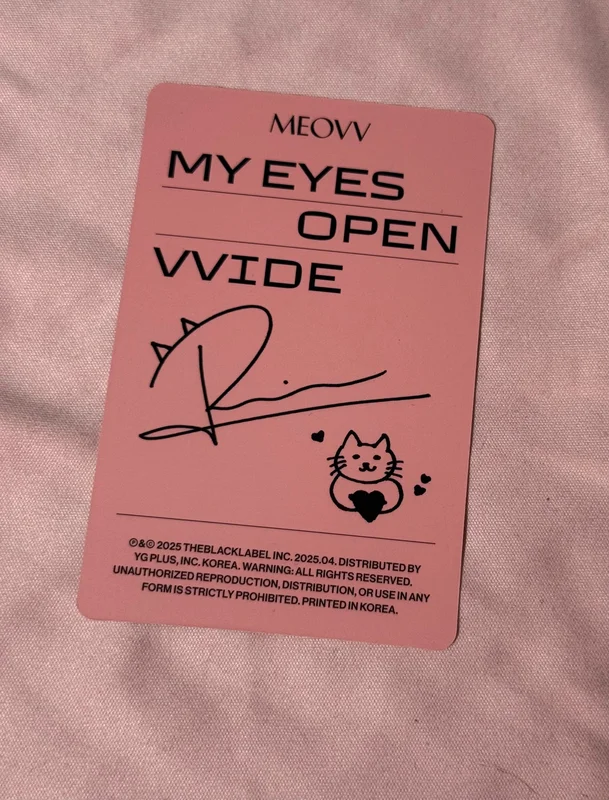 MEOVV
MY EYES
OPEN
VVIDE
℗&© 2025 THEBLACKLABEL INC. 2025.04. DISTRIBUTED BY
YG PLUS, INC. KOREA. WARNING: ALL RIGHTS RESERVED.
UNAUTHORIZED REPRODUCTION, DISTRIBUTION, OR USE IN ANY
FORM IS STRICTLY PROHIBITED. PRINTED IN KOREA.